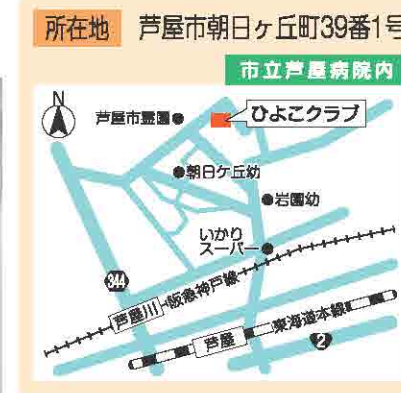 所在地 芦屋市朝日ヶ丘町39番1号
市立芦屋病院内
N
芦屋市霊園
ひよこクラブ
朝日ケ丘幼
岩園幼
いかり
スーパー
344
芦屋川
阪急神戸線
芦屋
東海道本線
2